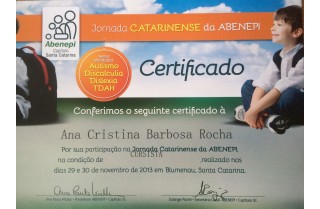 Jornada CATARINENSE da ABENEPI
Abenepi
Capítulo
Santa Catarina
Autismo
Discalculia
Dislexia
TDAH
Certificado
Conferimos o seguinte certificado à
Ana Cristina Barbosa Rocha
Por sua participação na Jornada Catarinense da ABENEPI,
na condição de CURSISTA, realizado nos
dias 29 e 30 de novembro de 2013 em Blumenau, Santa Catarina.